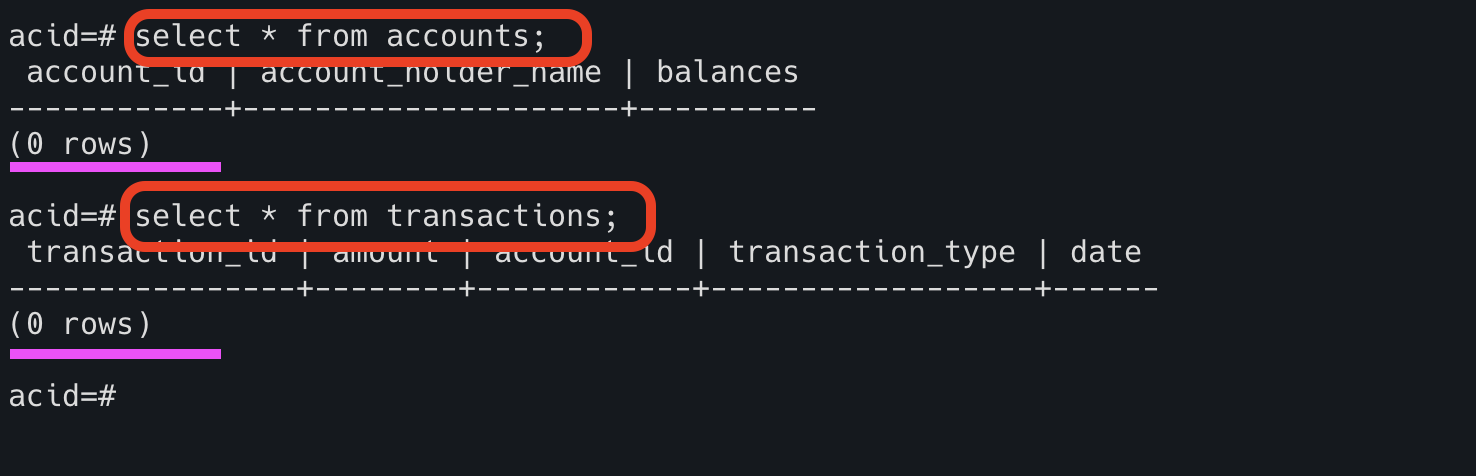 acid=# select * from accounts;
account_id | account_holder_name | balances
------------+---------------------+----------
(0 rows)
acid=# select * from transactions;
transaction_id | amount | account_id | transaction_type | date
----------------+--------+------------+------------------+------
(0 rows)
acid=#